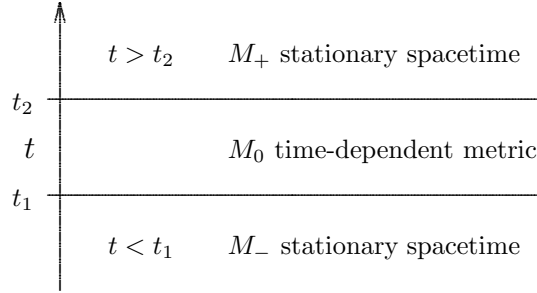 t > t₂ M₊ stationary spacetime
t₂
t M₀ time-dependent metric
t₁
t < t₁ M₋ stationary spacetime